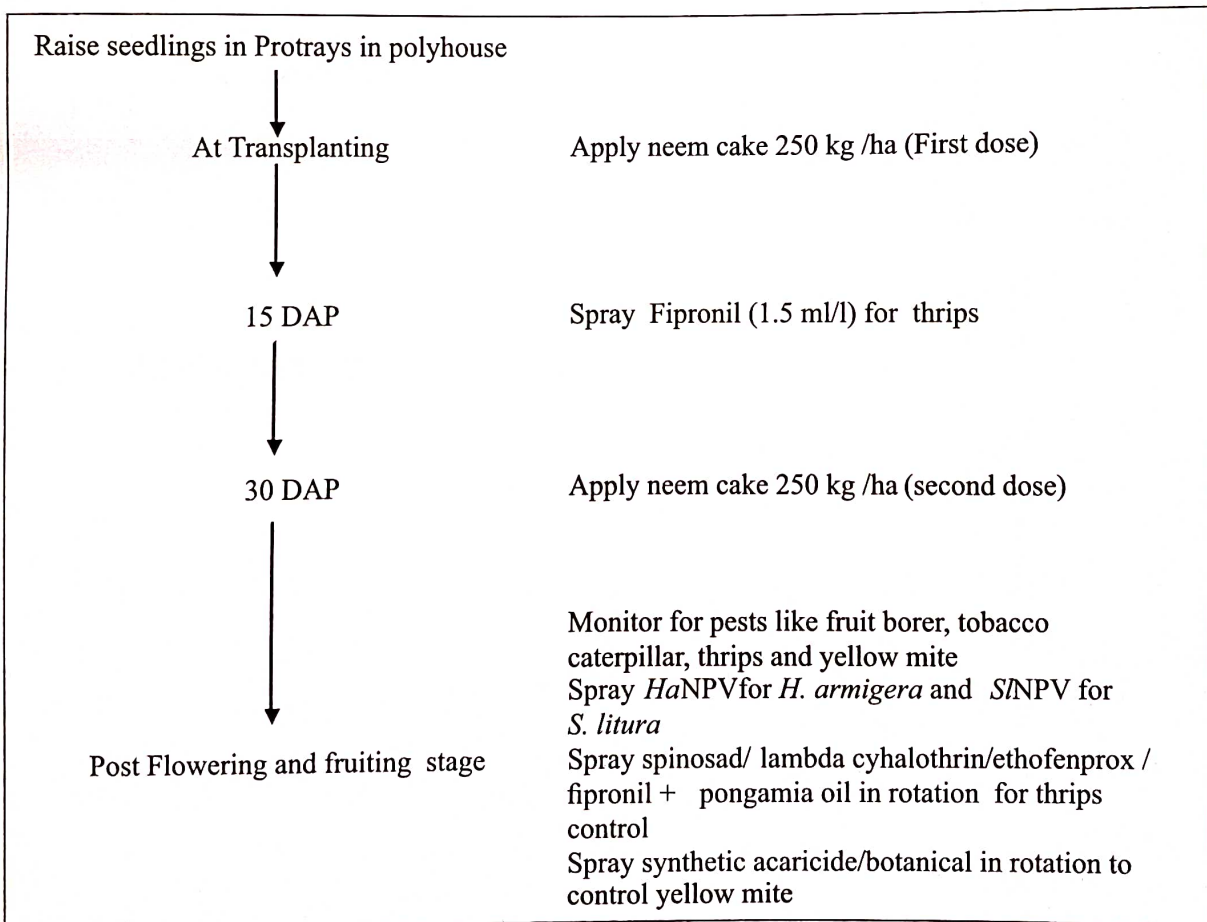 Raise seedlings in Protrays in polyhouse
At Transplanting
Apply neem cake 250 kg /ha (First dose)
15 DAP
Spray Fipronil (1.5 ml/l) for thrips
30 DAP
Apply neem cake 250 kg /ha (second dose)
Post Flowering and fruiting stage
Monitor for pests like fruit borer, tobacco
caterpillar, thrips and yellow mite
Spray HaNPVfor H. armigera and SlNPV for
S. litura
Spray spinosad/ lambda cyhalothrin/ethofenprox /
fipronil + pongamia oil in rotation for thrips
control
Spray synthetic acaricide/botanical in rotation to
control yellow mite